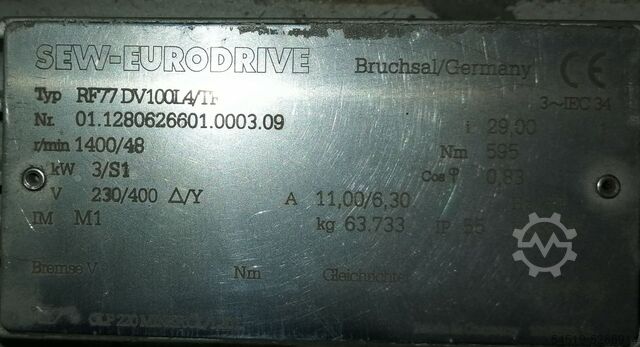 SEW-EURODRIVE Bruchsal/Germany CE
Typ RF77 DV100L4/TF 3~IEC 34
Nr. 01.1280626601.0003.09 i 29,00
r/min 1400/48 Nm 595
kW 3/S1 Cos φ 0,83
V 230/400 Δ/Y A 11,00/6,30
IM M1 kg 63.733 IP 55
Bremse V Nm Gleichrichter
CLP 220